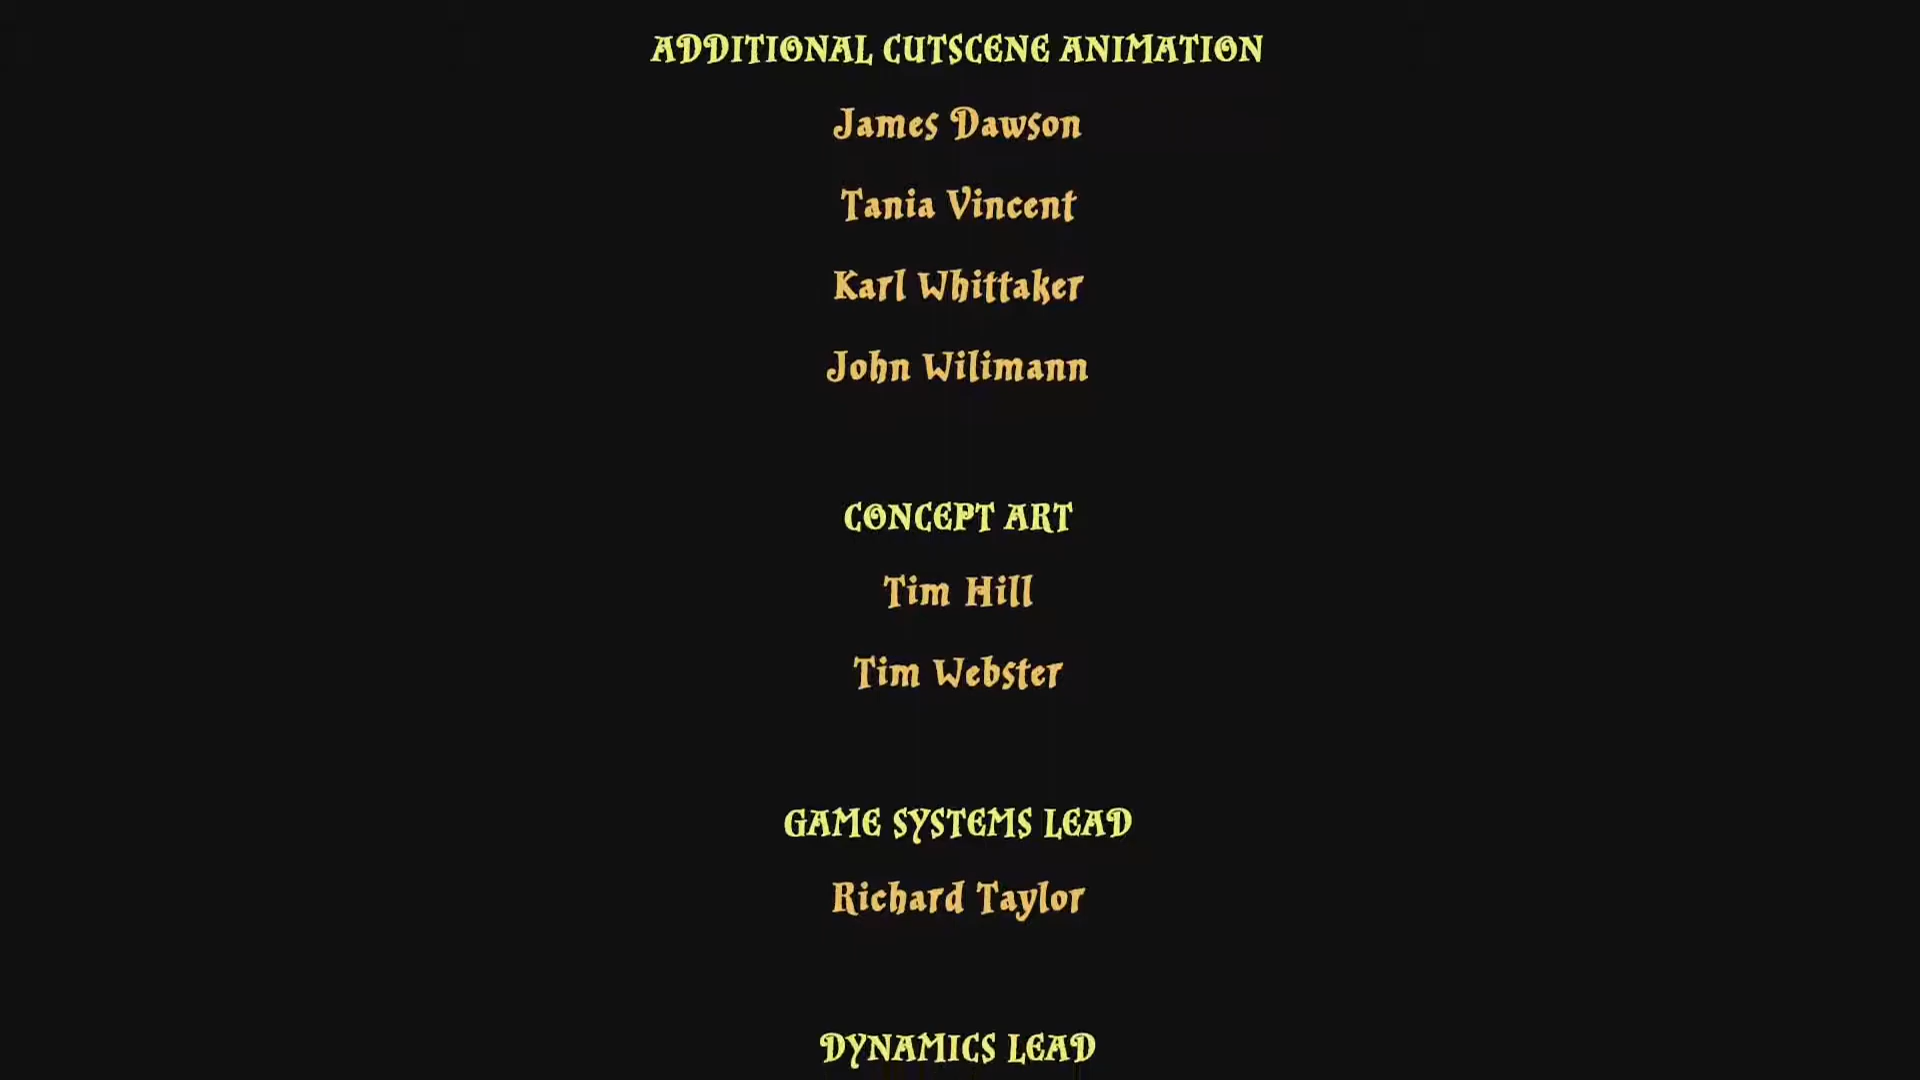 ADDITIONAL CUTSCENE ANIMATION
James Dawson
Tania Vincent
Karl Whittaker
John Wilimann
CONCEPT ART
Tim Hill
Tim Webster
GAME SYSTEMS LEAD
Richard Taylor
DYNAMICS LEAD